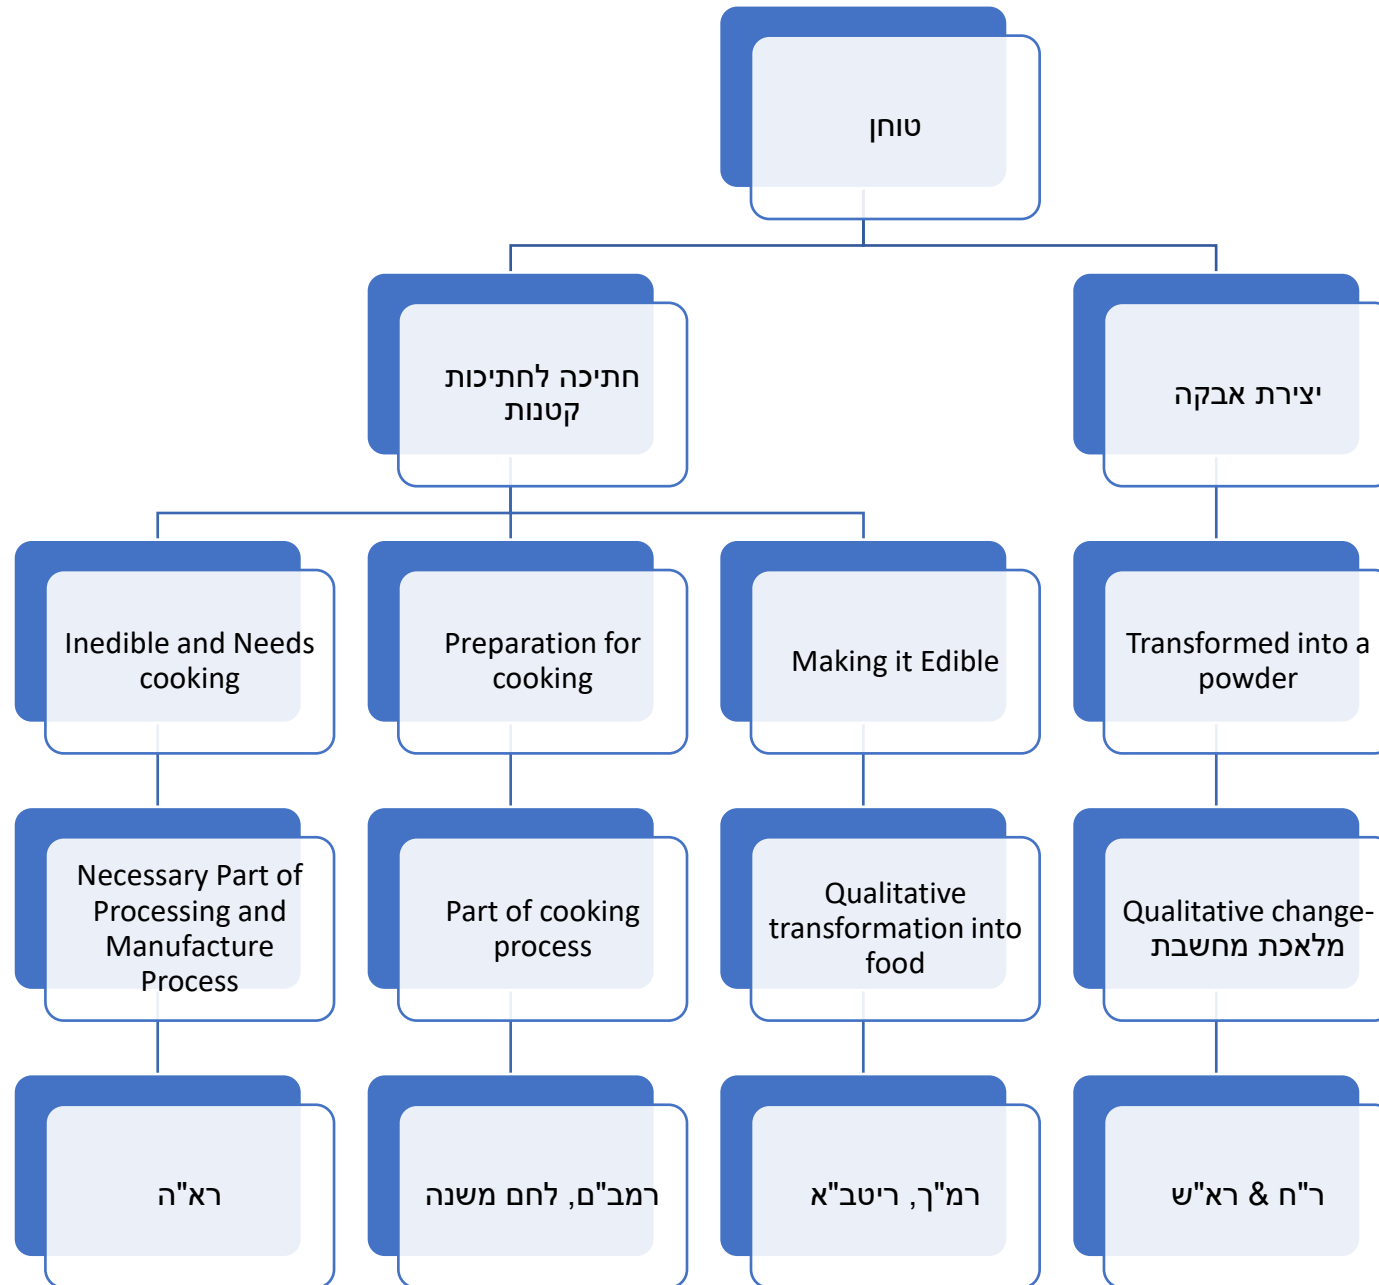 טוחן
חתיכה לחתיכות
קטנות
יצירת אבקה
Inedible and Needs
cooking
Preparation for
cooking
Making it Edible
Transformed into a
powder
Necessary Part of
Processing and
Manufacture
Process
Part of cooking
process
Qualitative
transformation into
food
Qualitative change-
מלאכת מחשבת
רא"ה
רמב"ם, לחם משנה
רמ"ך, ריטב"א
ר"ח & רא"ש